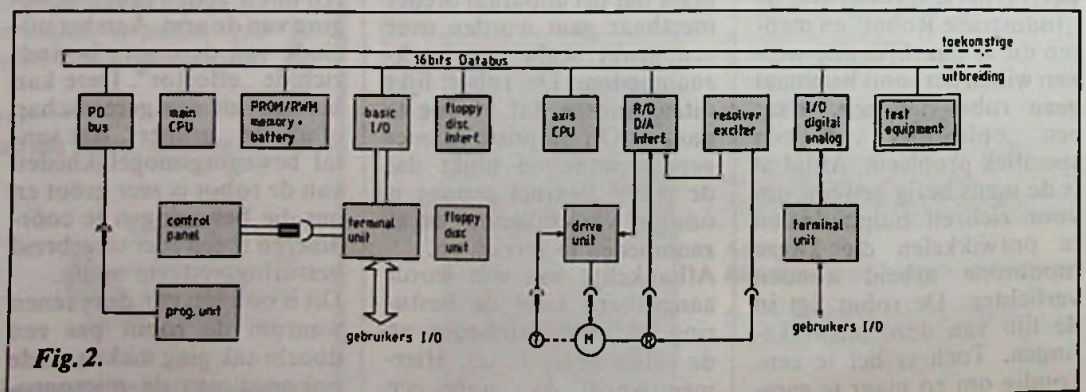 16bits Databus
toekomstige
uitbreiding
PD
bus
main
CPU
PROM/RWM
memory +
battery
basic
I/O
floppy
disc
interf.
axis
CPU
R/D
D/A
interf.
resolver
exciter
I/O
digital
analog
test
equipment
control
panel
terminal
unit
floppy
disc
unit
drive
unit
terminal
unit
prog. unit
gebruikers I/O
T
M
R
gebruikers I/O
Fig. 2.